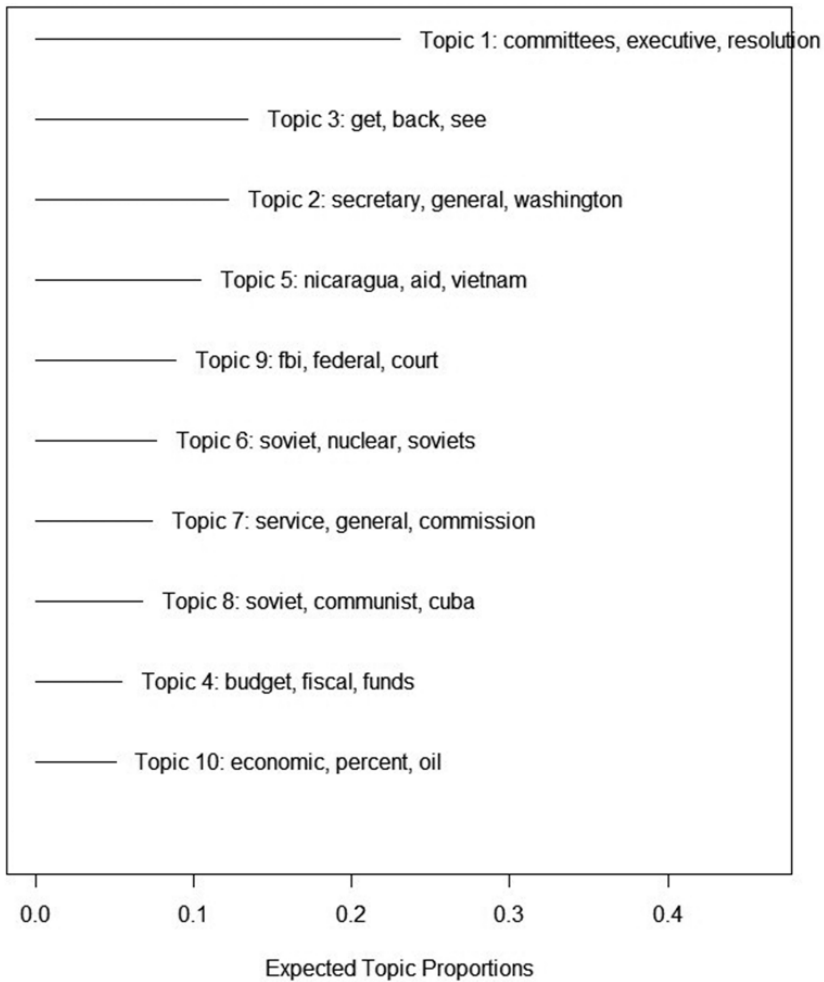 Topic 1: committees, executive, resolution
Topic 3: get, back, see
Topic 2: secretary, general, washington
Topic 5: nicaragua, aid, vietnam
Topic 9: fbi, federal, court
Topic 6: soviet, nuclear, soviets
Topic 7: service, general, commission
Topic 8: soviet, communist, cuba
Topic 4: budget, fiscal, funds
Topic 10: economic, percent, oil
0.0 0.1 0.2 0.3 0.4
Expected Topic Proportions